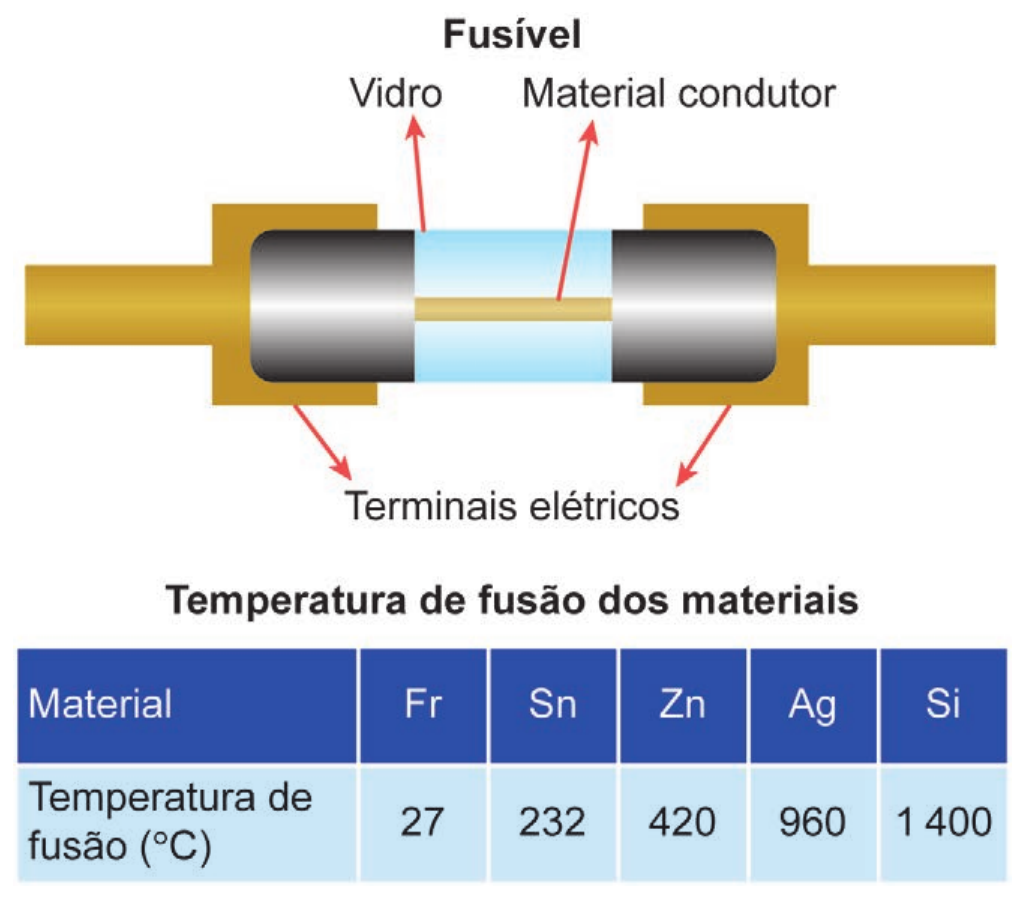 Fusível
Vidro Material condutor
Terminais elétricos
Temperatura de fusão dos materiais
Material Fr Sn Zn Ag Si
Temperatura de
fusão (°C) 27 232 420 960 1 400